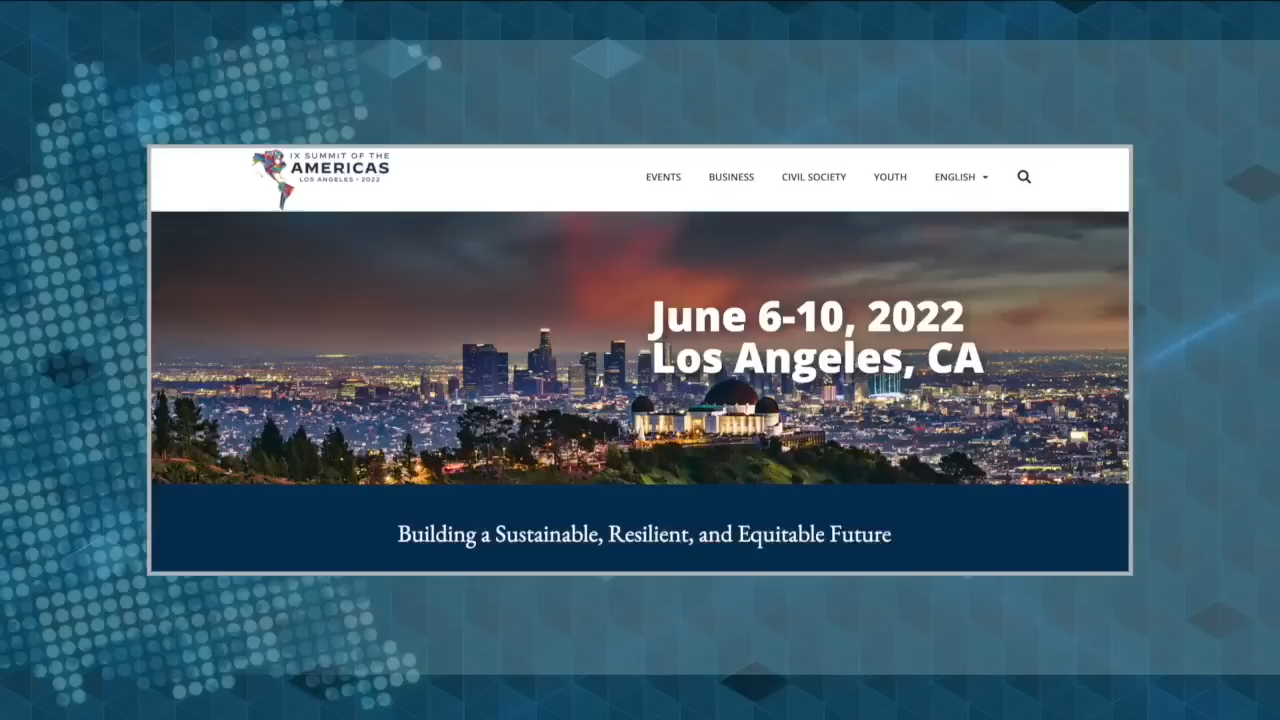 IX SUMMIT OF THE
AMERICAS
LOS ANGELES • 2022
EVENTS BUSINESS CIVIL SOCIETY YOUTH ENGLISH
June 6-10, 2022
Los Angeles, CA
Building a Sustainable, Resilient, and Equitable Future